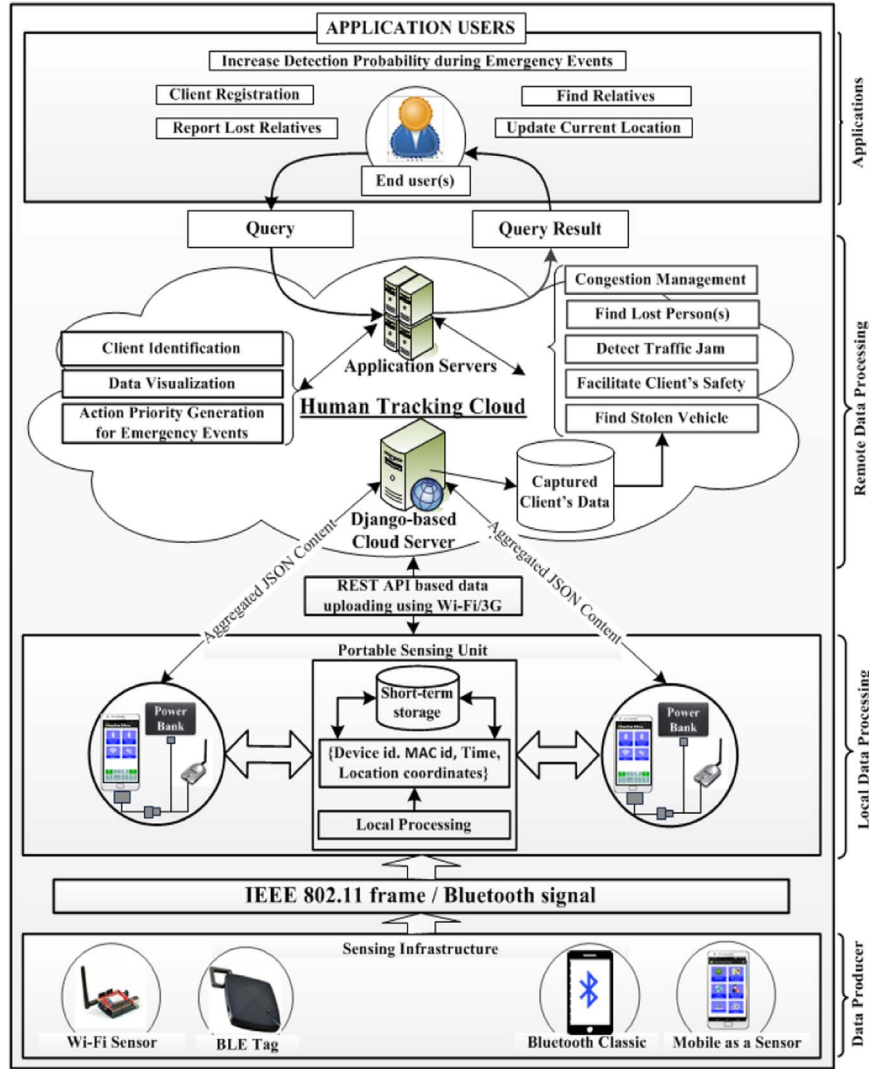 APPLICATION USERS
Increase Detection Probability during Emergency Events
Client Registration
Find Relatives
Report Lost Relatives
Update Current Location
End user(s)
Applications
Query
Query Result
Congestion Management
Find Lost Person(s)
Detect Traffic Jam
Facilitate Client's Safety
Find Stolen Vehicle
Client Identification
Data Visualization
Action Priority Generation
for Emergency Events
Application Servers
Human Tracking Cloud
Captured
Client's Data
Django-based
Cloud Server
Remote Data Processing
Aggregated JSON Content
Aggregated JSON Content
REST API based data
uploading using Wi-Fi/3G
Portable Sensing Unit
Power
Bank
Short-term
storage
{Device id. MAC id, Time,
Location coordinates}
Local Processing
Power
Bank
Local Data Processing
IEEE 802.11 frame / Bluetooth signal
Sensing Infrastructure
Wi-Fi Sensor
BLE Tag
Bluetooth Classic
Mobile as a Sensor
Data Producer